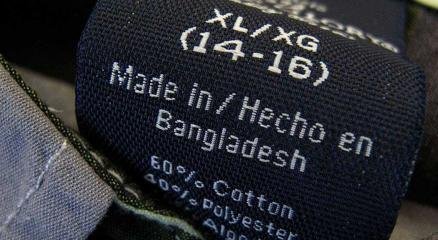 XL/XG
(14-16)
Made in / Hecho en
Bangladesh
60% Cotton
40% Polyester